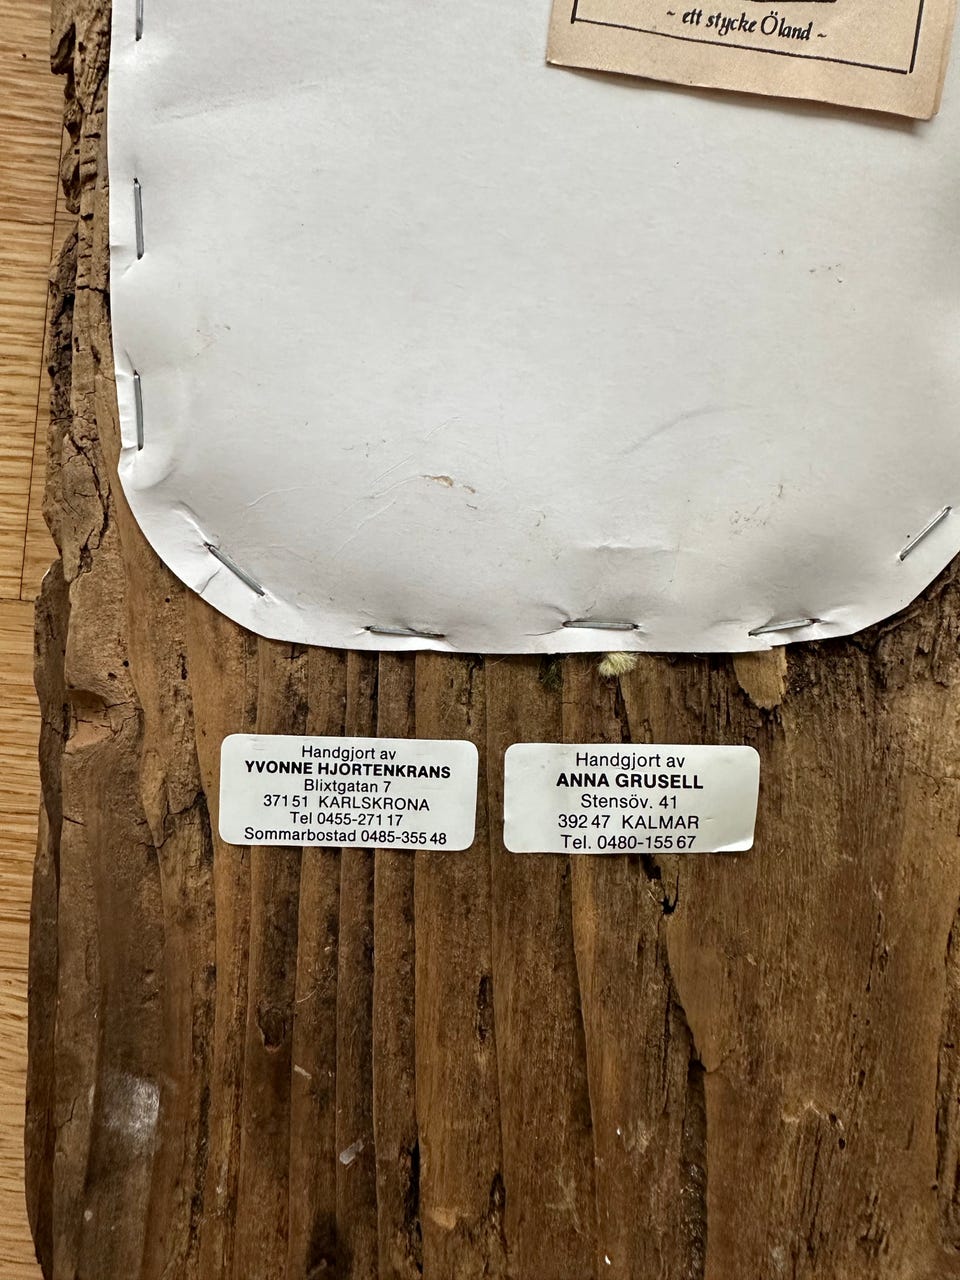 ~ ett stycke Öland ~
Handgjort av
YVONNE HJORTENKRANS
Blixtgatan 7
371 51 KARLSKRONA
Tel 0455-271 17
Sommarbostad 0485-355 48
Handgjort av
ANNA GRUSELL
Stensöv. 41
392 47 KALMAR
Tel. 0480-155 67